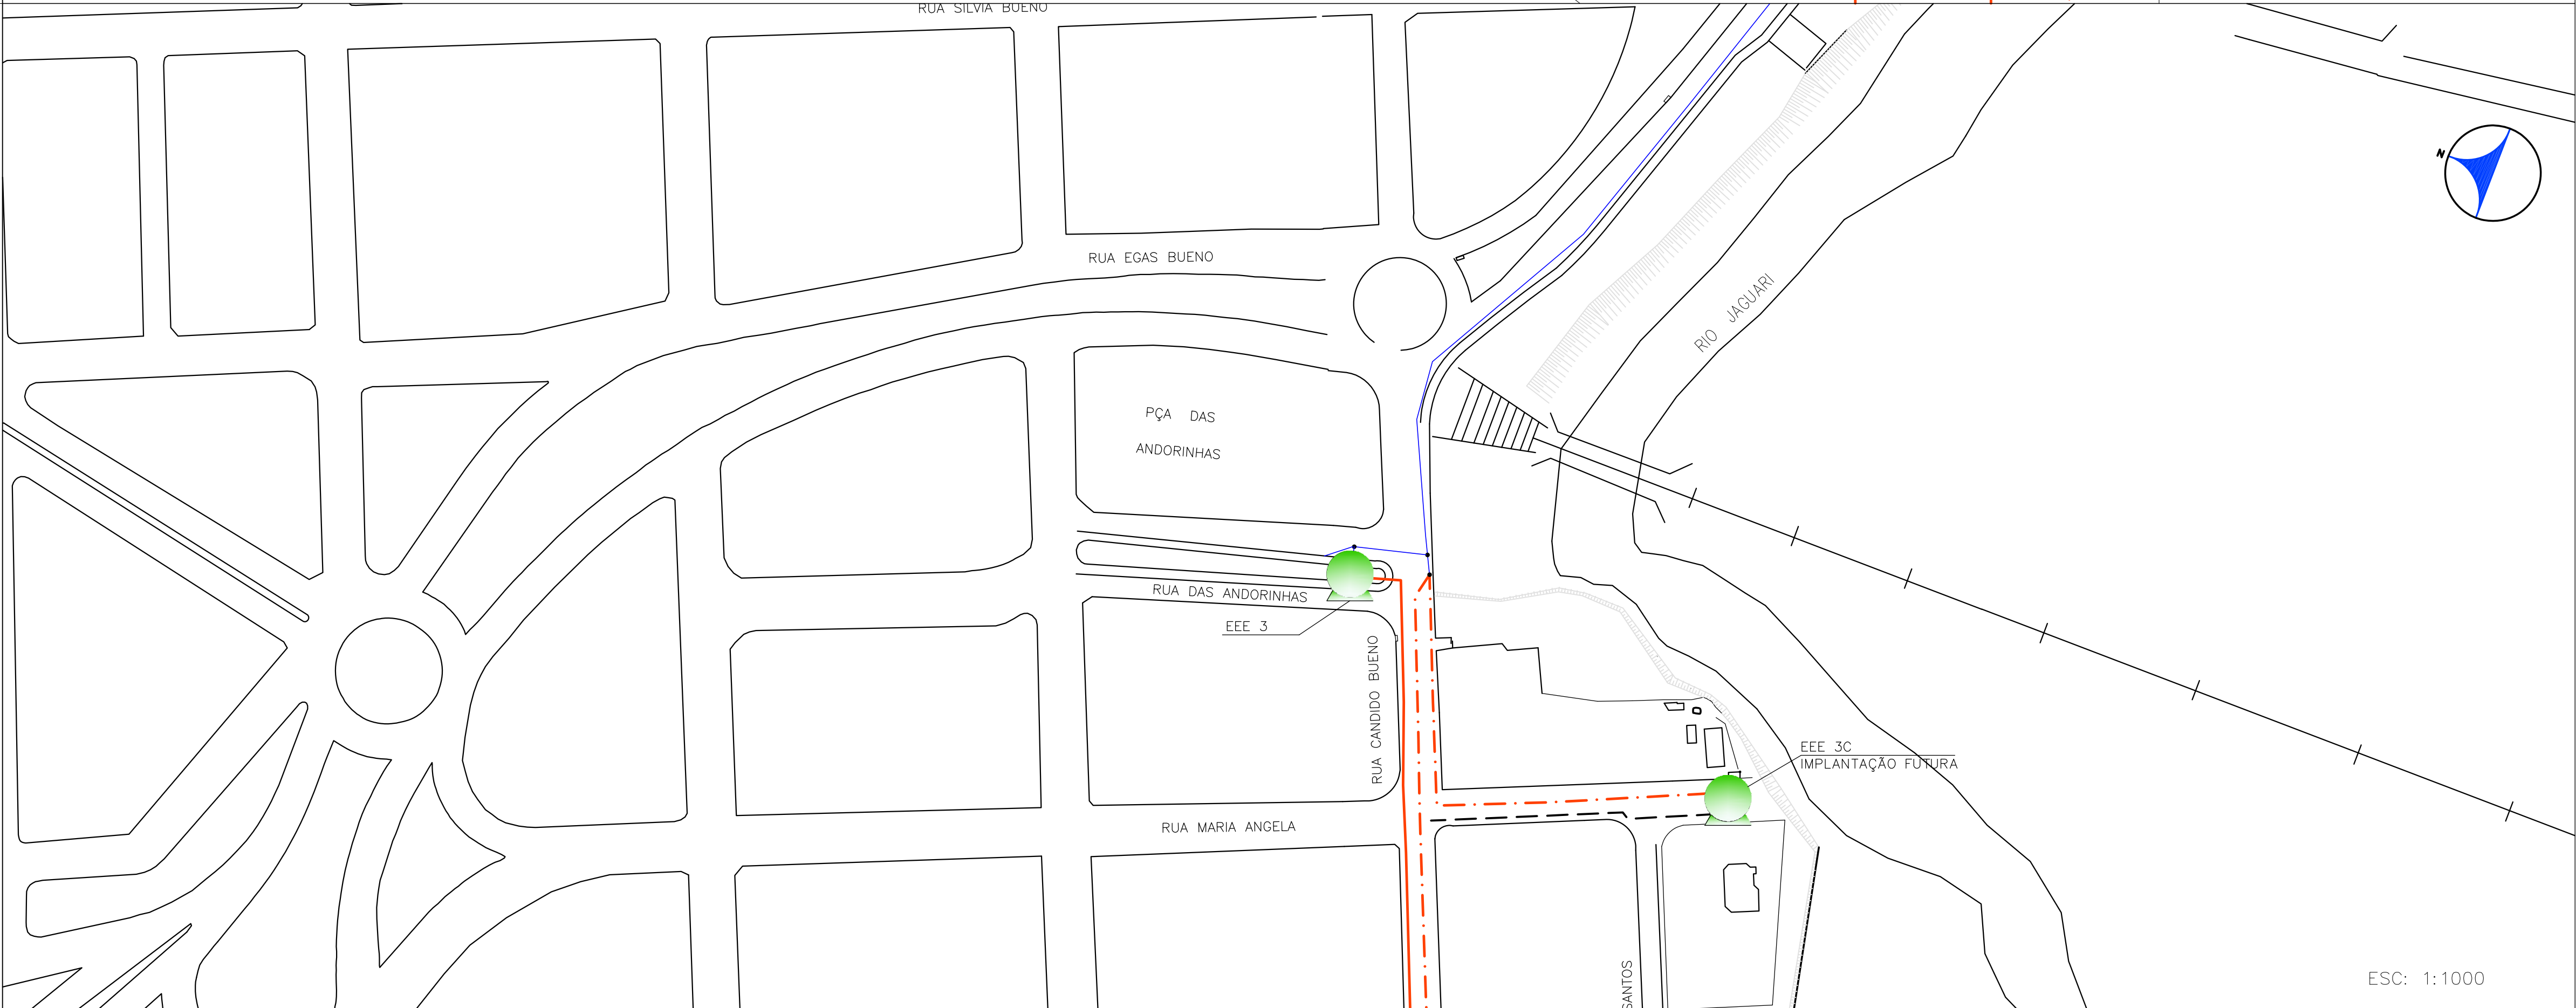 RUA SILVIA BUENO
N
RUA EGAS BUENO
RIO JAGUARI
PÇA DAS
ANDORINHAS
RUA DAS ANDORINHAS
EEE 3
RUA CANDIDO BUENO
EEE 3C
IMPLANTAÇÃO FUTURA
RUA MARIA ANGELA
SANTOS
ESC: 1:1000